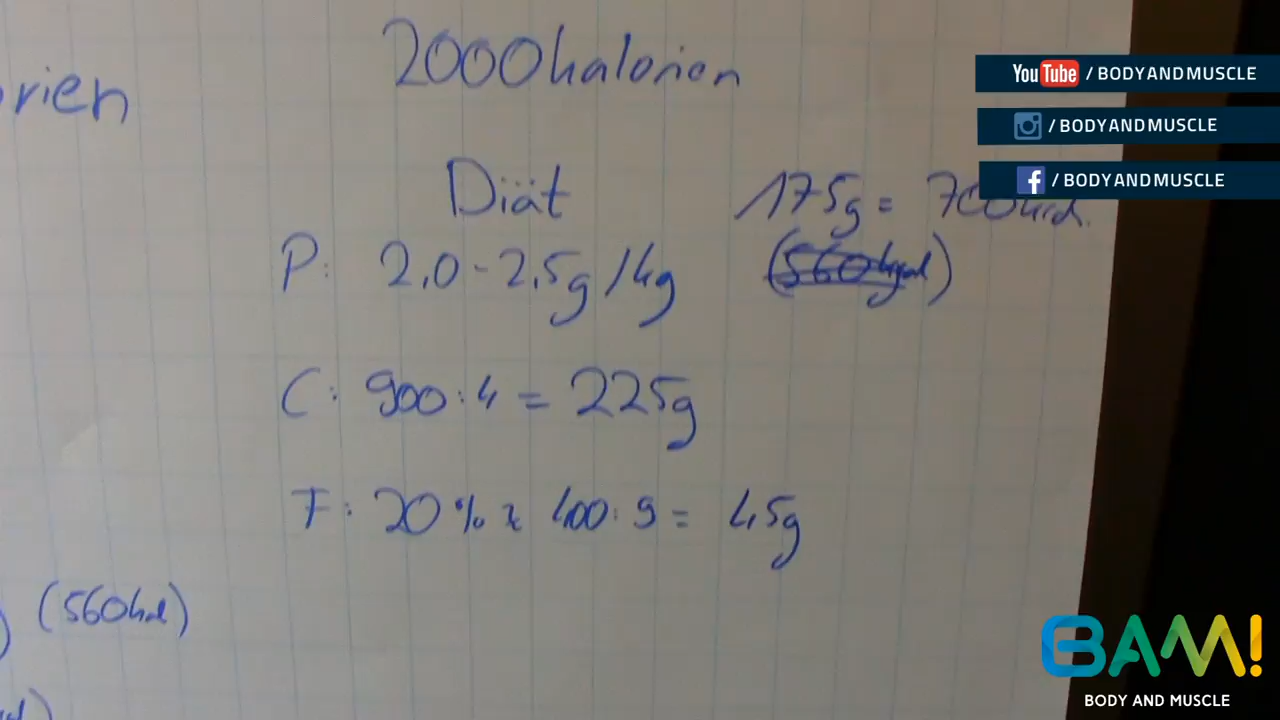 2000kalorien
rien
YouTube / BODYANDMUSCLE
/ BODYANDMUSCLE
f / BODYANDMUSCLE
Diät 175g =
P: 2,0 - 2,5g/kg (560kcal)
C: 900:4 = 225g
F: 20% x 400:9 = 45g
(560kcal)
BAM!
BODY AND MUSCLE